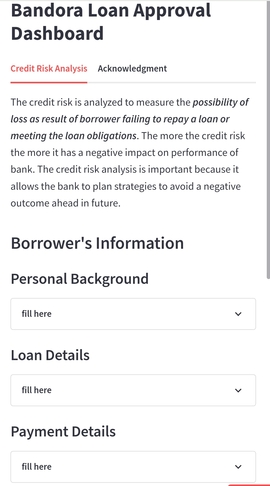 Bandora Loan Approval
Dashboard
Credit Risk Analysis Acknowledgment
The credit risk is analyzed to measure the possibility of
loss as result of borrower failing to repay a loan or
meeting the loan obligations. The more the credit risk
the more it has a negative impact on performance of
bank. The credit risk analysis is important because it
allows the bank to plan strategies to avoid a negative
outcome ahead in future.
Borrower's Information
Personal Background
fill here
Loan Details
fill here
Payment Details
fill here